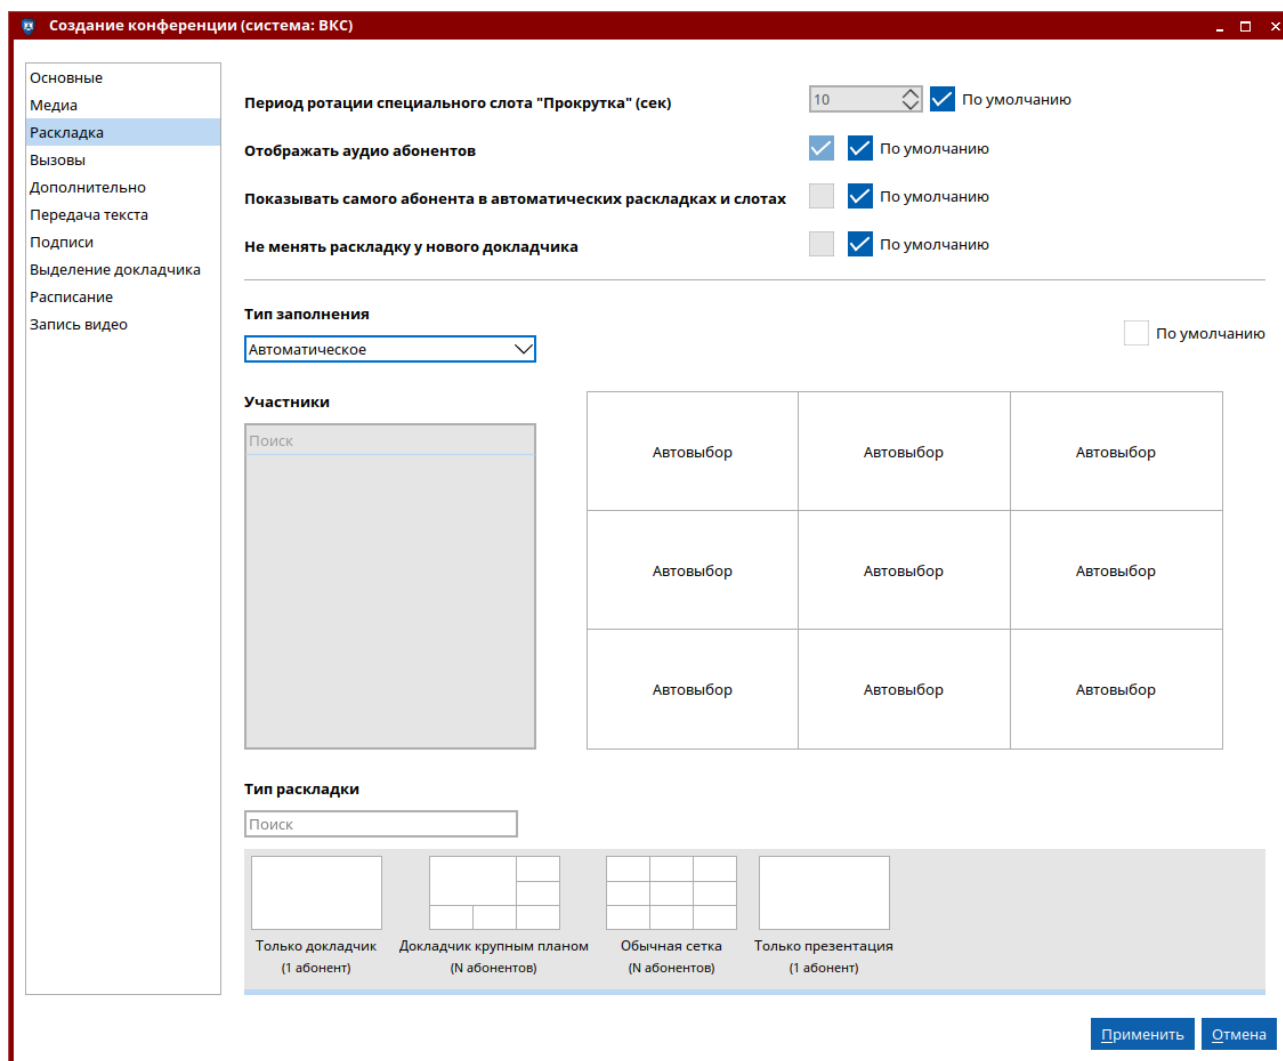 Создание конференции (система: ВКС)
Основные
Медиа
Раскладка
Вызовы
Дополнительно
Передача текста
Подписи
Выделение докладчика
Расписание
Запись видео
Период ротации специального слота "Прокрутка" (сек)
10
По умолчанию
Отображать аудио абонентов
По умолчанию
Показывать самого абонента в автоматических раскладках и слотах
По умолчанию
Не менять раскладку у нового докладчика
По умолчанию
Тип заполнения
Автоматическое
По умолчанию
Участники
Поиск
Автовыбор Автовыбор Автовыбор
Автовыбор Автовыбор Автовыбор
Автовыбор Автовыбор Автовыбор
Тип раскладки
Поиск
Только докладчик
(1 абонент)
Докладчик крупным планом
(N абонентов)
Обычная сетка
(N абонентов)
Только презентация
(1 абонент)
Применить
Отмена